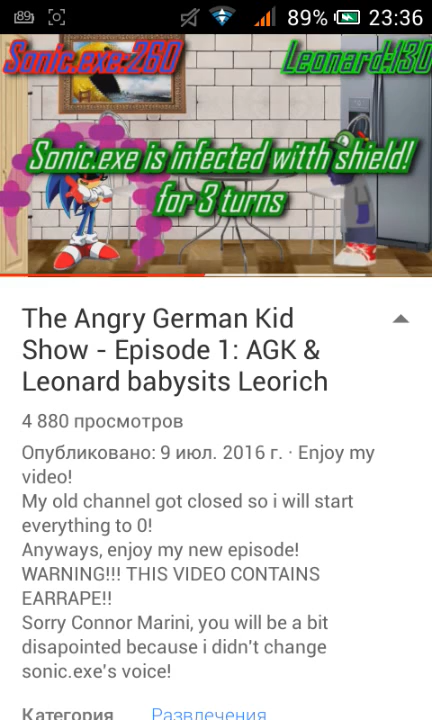 89 89% 23:36
Sonic.exe:260 Leonard:130
Sonic.exe is infected witth shield!
for 3 turns
The Angry German Kid
Show - Episode 1: AGK &
Leonard babysits Leorich
4 880 просмотров
Опубликовано: 9 июл. 2016 г. · Enjoy my
video!
My old channel got closed so i will start
everything to 0!
Anyways, enjoy my new episode!
WARNING!!! THIS VIDEO CONTAINS
EARRAPE!!
Sorry Connor Marini, you will be a bit
disapointed because i didn't change
sonic.exe's voice!
Категория Развлечения